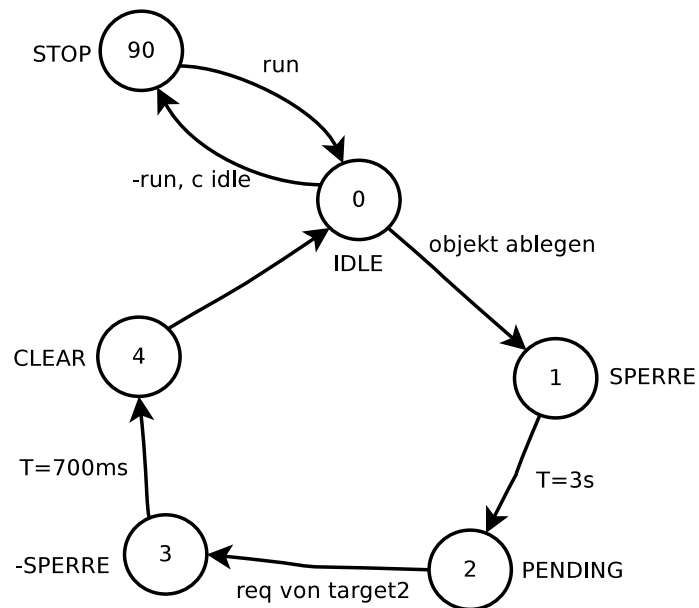 90
STOP
run
-run, c idle
0
IDLE
objekt ablegen
CLEAR
4
1
SPERRE
T=700ms
T=3s
-SPERRE
3
req von target2
2
PENDING